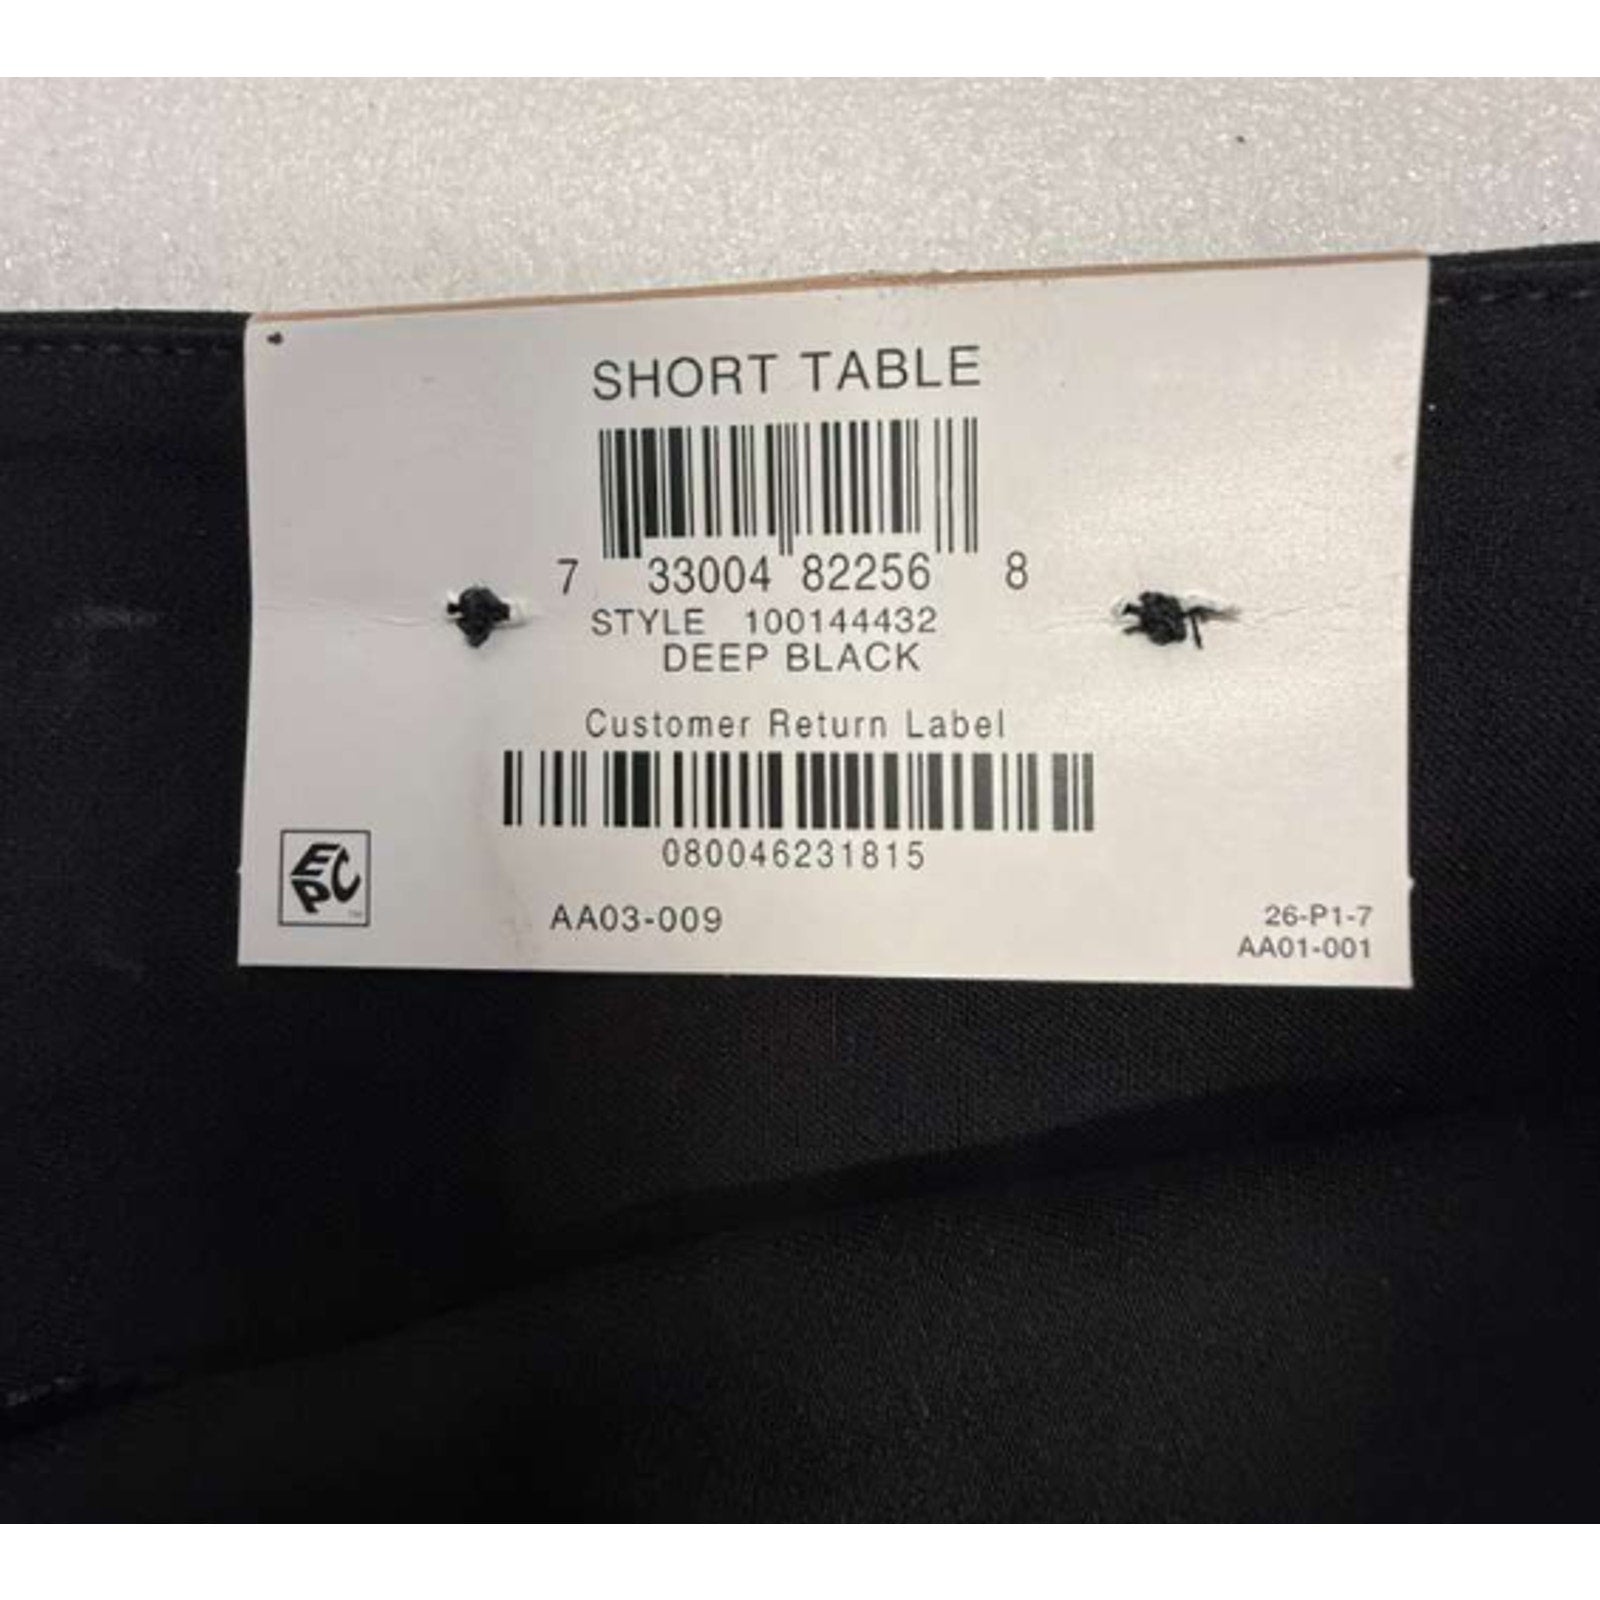 SHORT TABLE
7 33004 82256 8
STYLE 100144432
DEEP BLACK
Customer Return Label
080046231815
EPC
TM
AA03-009
26-P1-7
AA01-001